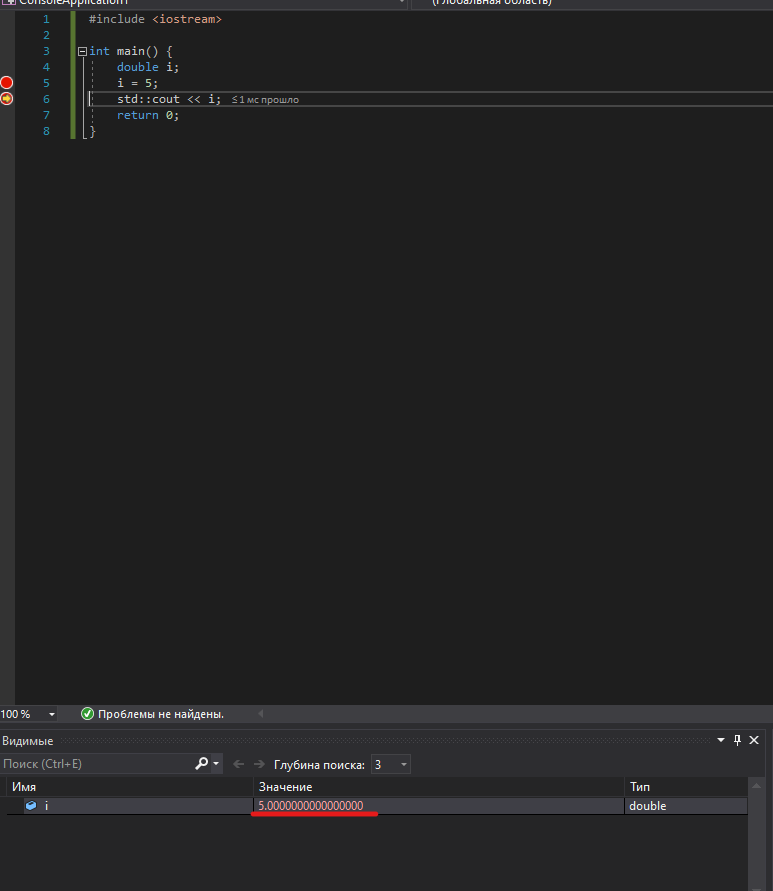 ConsoleApplication1 (Глобальная область)
1 #include <iostream>
2
3 int main() {
4 double i;
5 i = 5;
6 std::cout << i; ≤ 1 мс прошло
7 return 0;
8 }
100 % Проблемы не найдены.
Видимые
Поиск (Ctrl+E) Глубина поиска: 3
Имя Значение Тип
i 5.0000000000000000 double